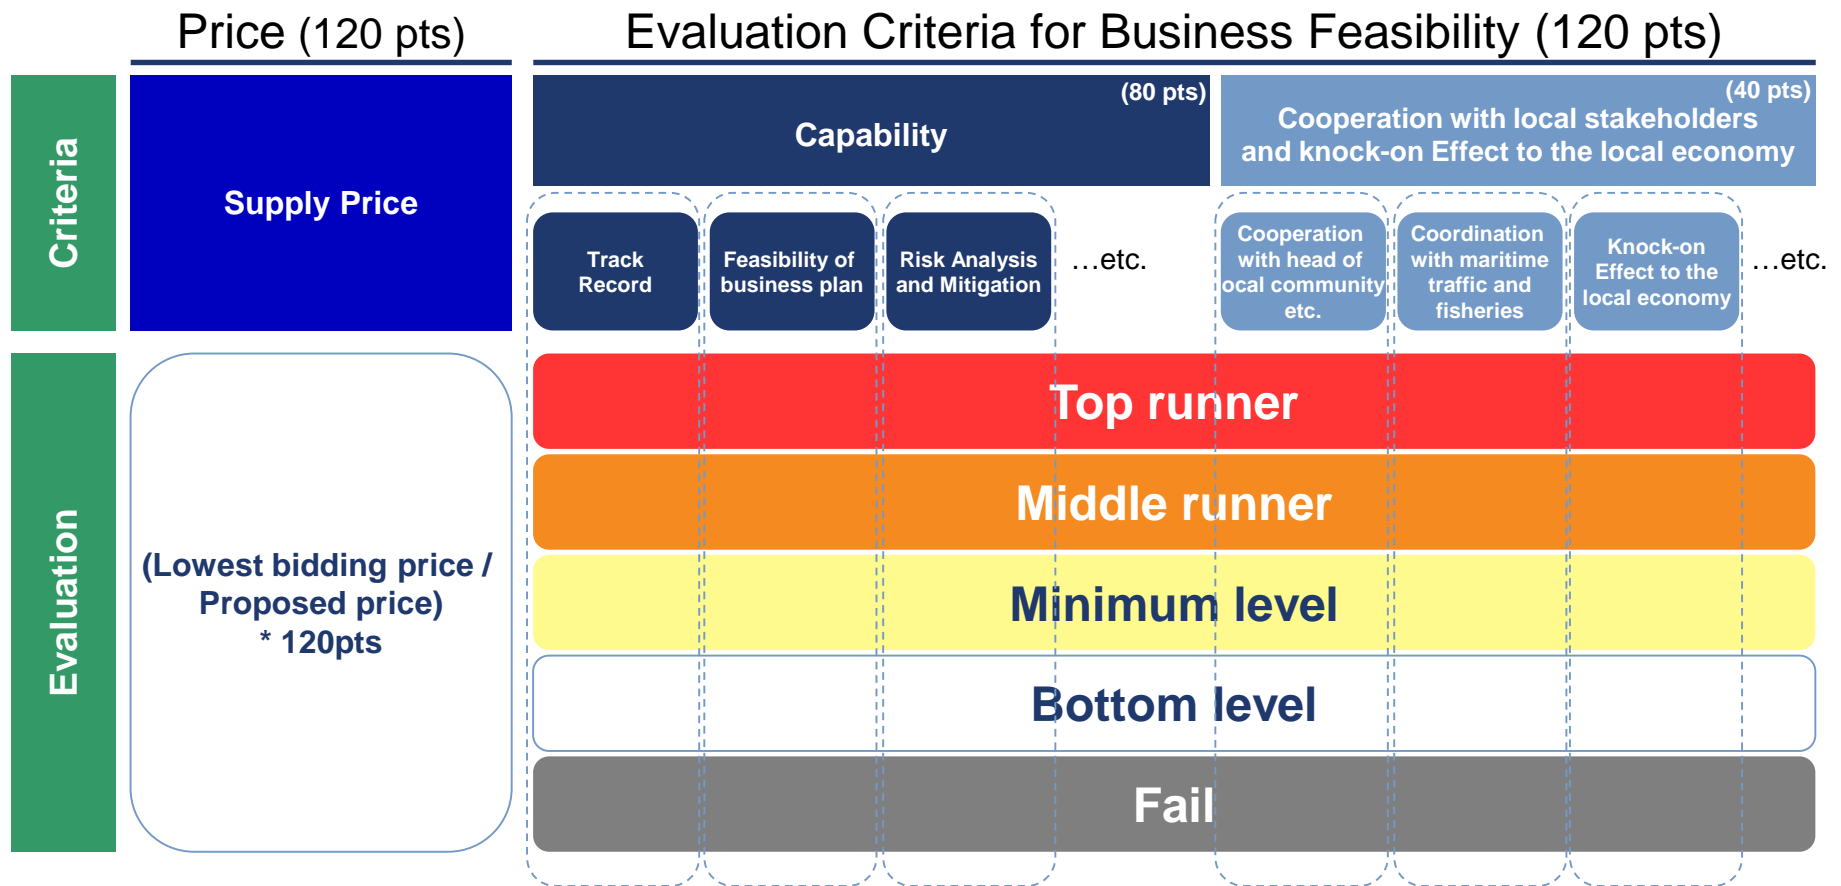 Price (120 pts)
Evaluation Criteria for Business Feasibility (120 pts)
Criteria
Supply Price
(80 pts)
Capability
(40 pts)
Cooperation with local stakeholders
and knock-on Effect to the local economy
Track
Record
Feasibility of
business plan
Risk Analysis
and Mitigation
…etc.
Cooperation
with head of
ocal community
etc.
Coordination
with maritime
traffic and
fisheries
Knock-on
Effect to the
local economy
…etc.
Evaluation
(Lowest bidding price /
Proposed price)
* 120pts
Top runner
Middle runner
Minimum level
Bottom level
Fail